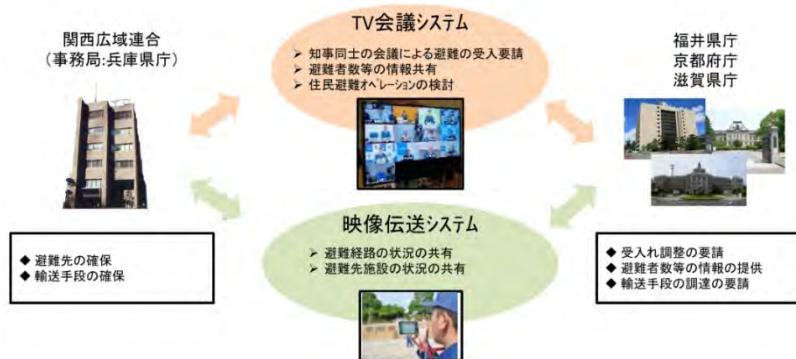 TV会議システム
➢ 知事同士の会議による避難の受入要請
➢ 避難者数等の情報共有
➢ 住民避難オペレーションの検討
関西広域連合
(事務局:兵庫県庁)
福井県庁
京都府庁
滋賀県庁
映像伝送システム
➢ 避難経路の状況の共有
➢ 避難先施設の状況の共有
◆ 避難先の確保
◆ 輸送手段の確保
◆ 受入れ調整の要請
◆ 避難者数等の情報の提供
◆ 輸送手段の調達の要請